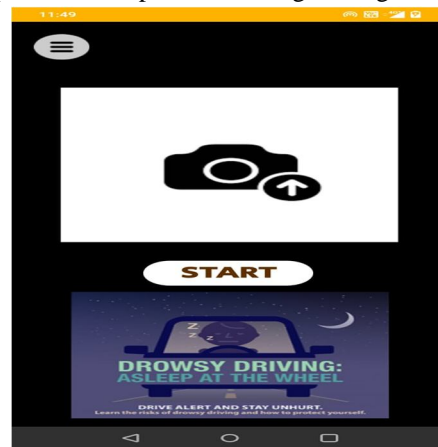 11:49
START
Z
Z
Z
DROWSY DRIVING:
ASLEEP AT THE WHEEL
DRIVE ALERT AND STAY UNHURT.
Learn the risks of drowsy driving and how to protect yourself.